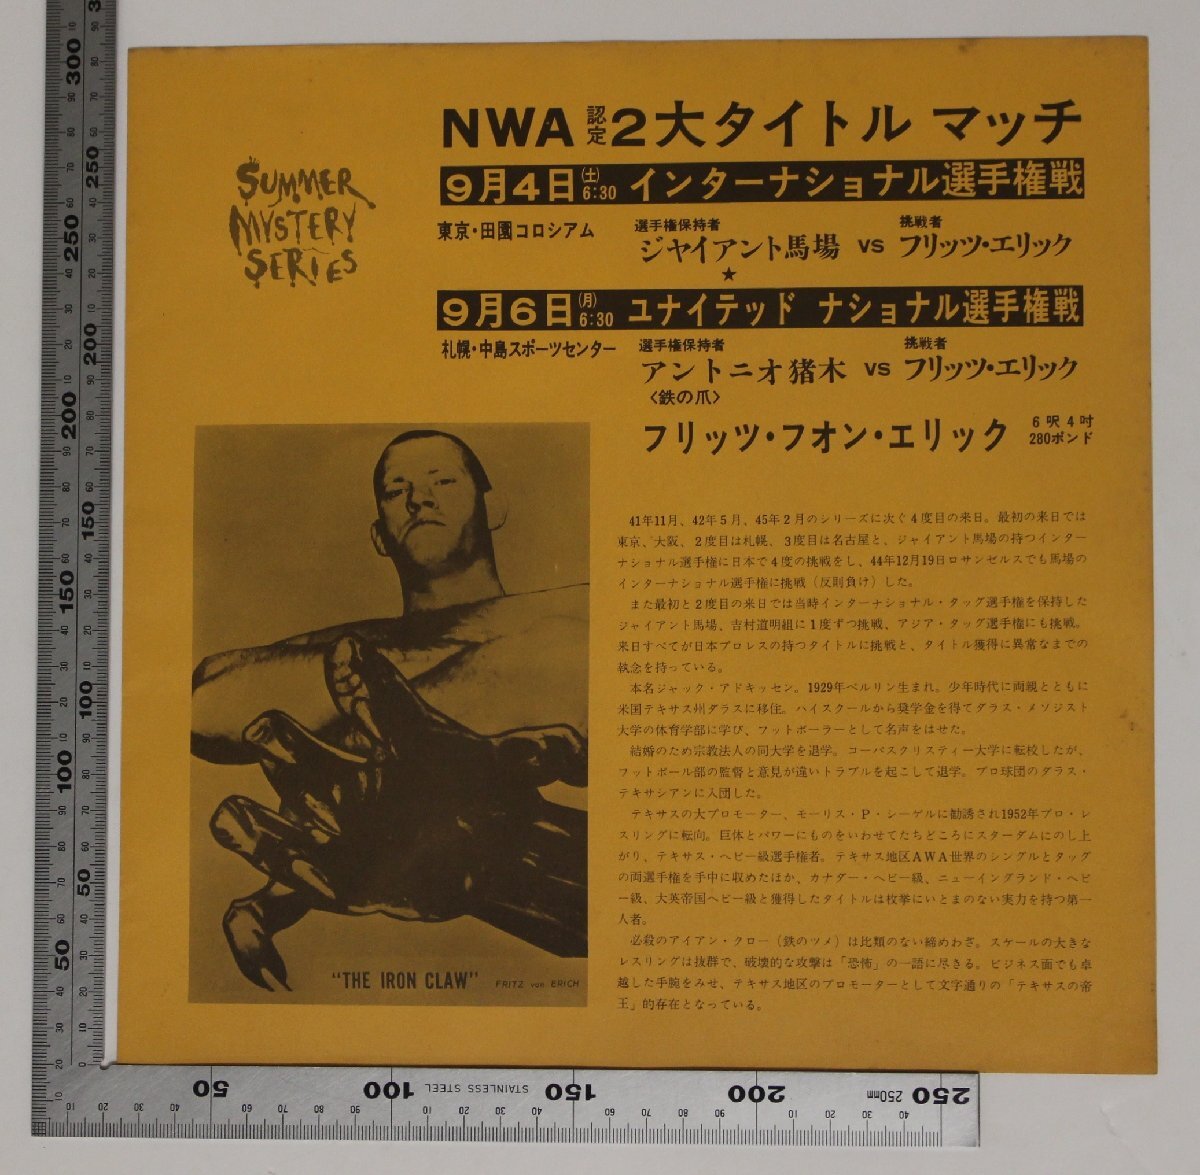 NWA 認定 2大タイトル マッチ
SUMMER
MYSTERY
SERIES
9月4日(土)6:30 インターナショナル選手権戦
東京・田園コロシアム
選手権保持者 挑戦者
ジャイアント馬場 VS フリッツ・エリック
★
9月6日(月)6:30 ユナイテッド ナショナル選手権戦
札幌・中島スポーツセンター
選手権保持者 挑戦者
アントニオ猪木 VS フリッツ・エリック
〈鉄の爪〉
フリッツ・フオン・エリック 6呎4吋
280ポンド
41年11月、42年5月、45年2月のシリーズに次ぐ4度目の来日。最初の来日では
東京、大阪、2度目は札幌、3度目は名古屋と、ジャイアント馬場の持つインター
ナショナル選手権に日本で4度の挑戦をし、44年12月19日ロサンゼルスでも馬場の
インターナショナル選手権に挑戦（反則負け）した。
また最初と2度目の来日では当時インターナショナル・タッグ選手権を保持した
ジャイアント馬場、吉村道明組に1度ずつ挑戦、アジア・タッグ選手権にも挑戦。
来日すべてが日本プロレスの持つタイトルに挑戦と、タイトル獲得に異常なまでの
執念を持っている。
本名ジャック・アドキッセン。1929年ベルリン生まれ。少年時代に両親とともに
米国テキサス州ダラスに移住。ハイスクールから奨学金を得てダラス・メソジスト
大学の体育学部に学び、フットボーラーとして名声をはせた。
結婚のため宗教法人の同大学を退学。コーパスクリスティー大学に転校したが、
フットボール部の監督と意見が違いトラブルを起こして退学。プロ球団のダラス・
テキサシアンに入団した。
テキサスの大プロモーター、モーリス・P・シーゲルに勧誘され1952年プロ・レ
スリングに転向。巨体とパワーにものをいわせてたちどころにスターダムにのし上
がり、テキサス・ヘビー級選手権者。テキサス地区AWA世界のシングルとタッグ
の両選手権を手中に収めたほか、カナダー・ヘビー級、ニューイングランド・ヘビ
ー級、大英帝国ヘビー級と獲得したタイトルは枚挙にいとまのない実力を持つ第一
人者。
必殺のアイアン・クロー（鉄のツメ）は比類のない締めわざ。スケールの大きな
レスリングは抜群で、破壊的な攻撃は「恐怖」の一語に尽きる。ビジネス面でも卓
越した手腕をみせ、テキサス地区のプロモーターとして文字通りの「テキサスの帝
王」的存在となっている。
"THE IRON CLAW" FRITZ von ERICH
300
250
200
150
100
50
50 100 150 200 250
STAINLESS STEEL
250mm